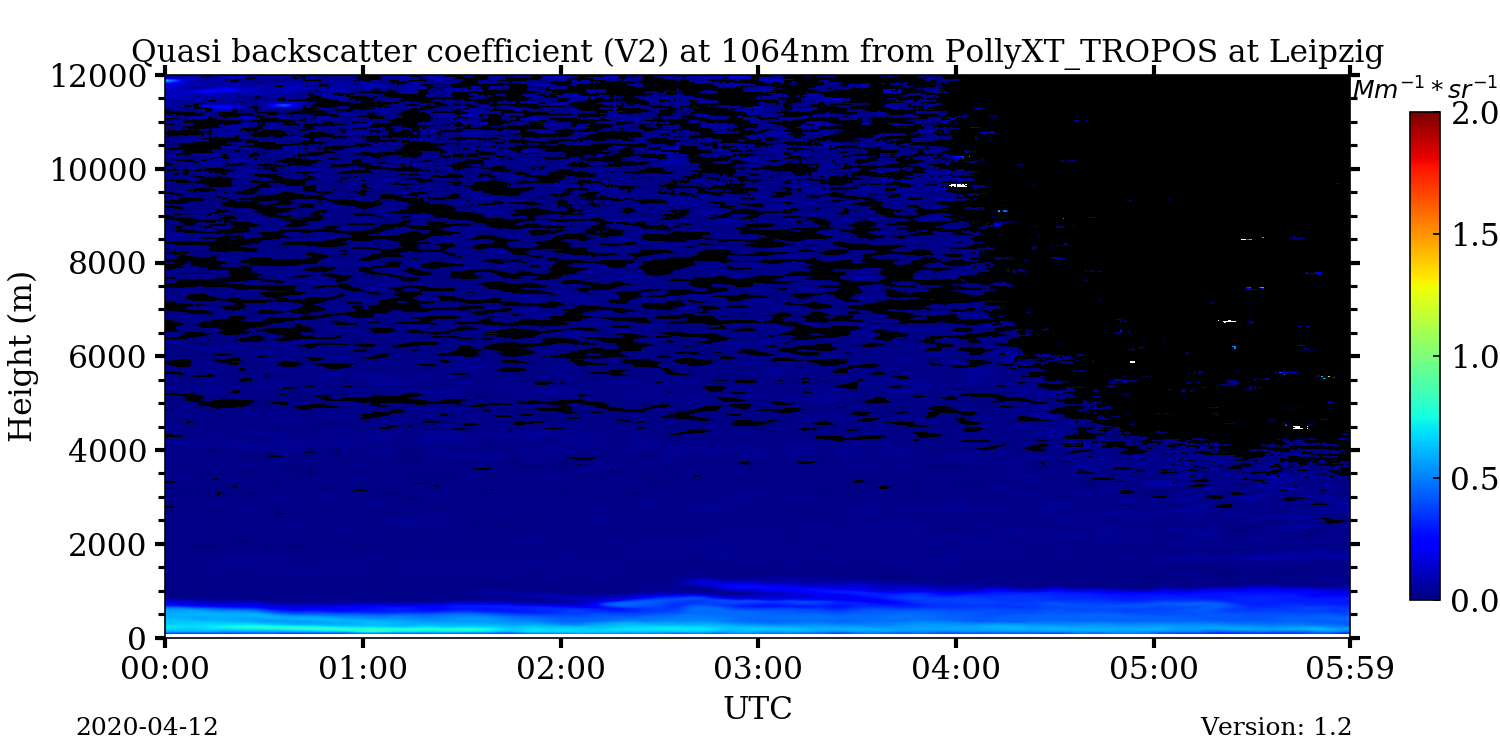 Quasi backscatter coefficient (V2) at 1064nm from PollyXT_TROPOS at Leipzig
Mm⁻¹ * sr⁻¹
12000
10000
8000
6000
4000
2000
0
Height (m)
2.0
1.5
1.0
0.5
0.0
00:00 01:00 02:00 03:00 04:00 05:00 05:59
UTC
2020-04-12
Version: 1.2